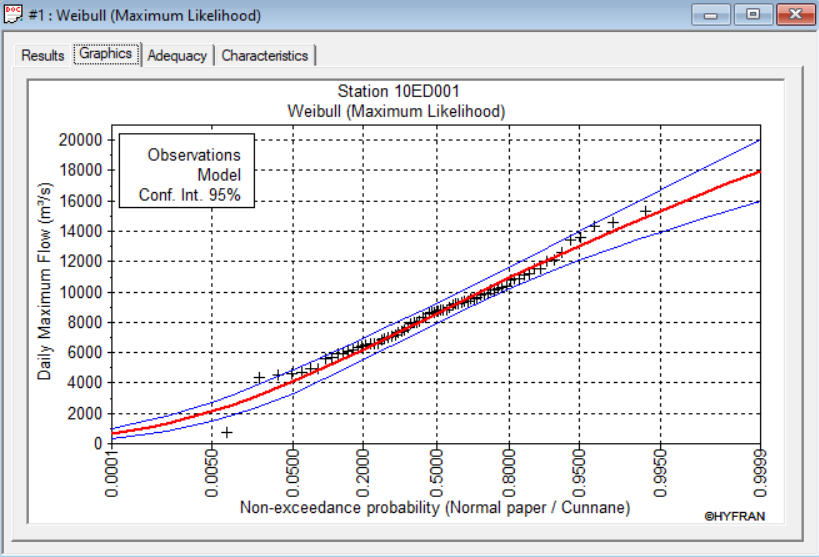 DOC
#1 : Weibull (Maximum Likelihood)
Results Graphics Adequacy Characteristics
Station 10ED001
Weibull (Maximum Likelihood)
Observations
Model
Conf. Int. 95%
Daily Maximum Flow (m³/s)
20000
18000
16000
14000
12000
10000
8000
6000
4000
2000
0
0.0001 0.0050 0.0500 0.2000 0.5000 0.8000 0.9500 0.9950 0.9999
Non-exceedance probability (Normal paper / Cunnane)
©HYFRAN